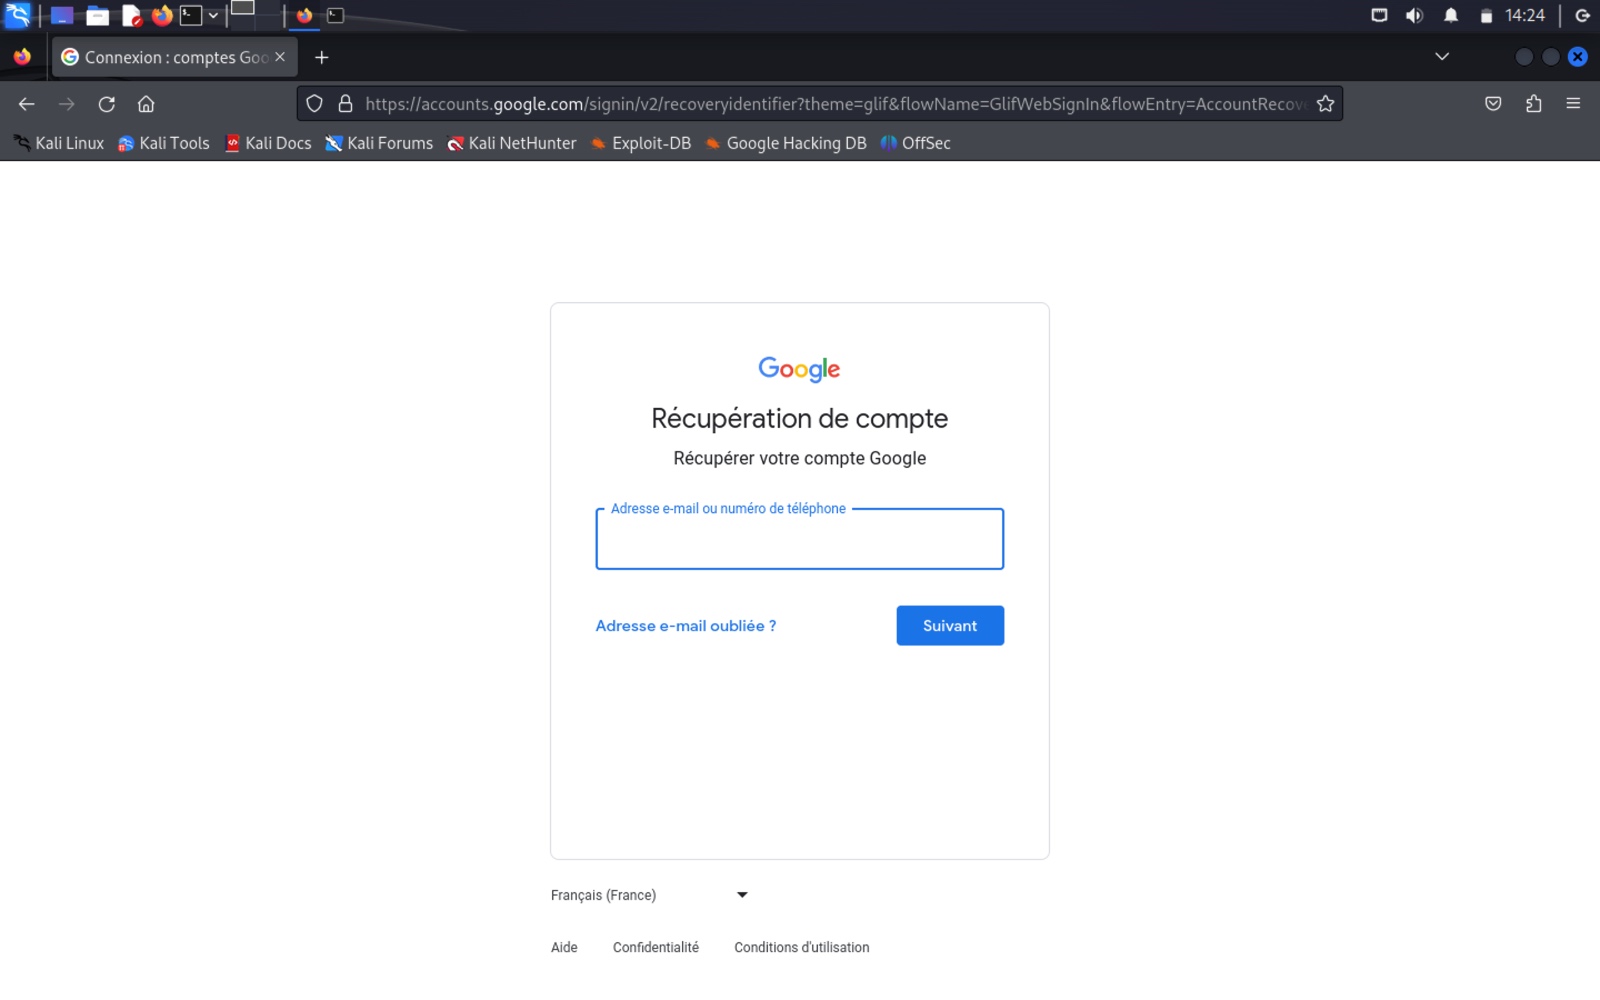 14:24
Connexion : comptes Goo
https://accounts.google.com/signin/v2/recoveryidentifier?theme=glif&flowName=GlifWebSignIn&flowEntry=AccountRecov
Kali Linux Kali Tools Kali Docs Kali Forums Kali NetHunter Exploit-DB Google Hacking DB OffSec
Google
Récupération de compte
Récupérer votre compte Google
Adresse e-mail ou numéro de téléphone
Adresse e-mail oubliée ? Suivant
Français (France)
Aide Confidentialité Conditions d'utilisation